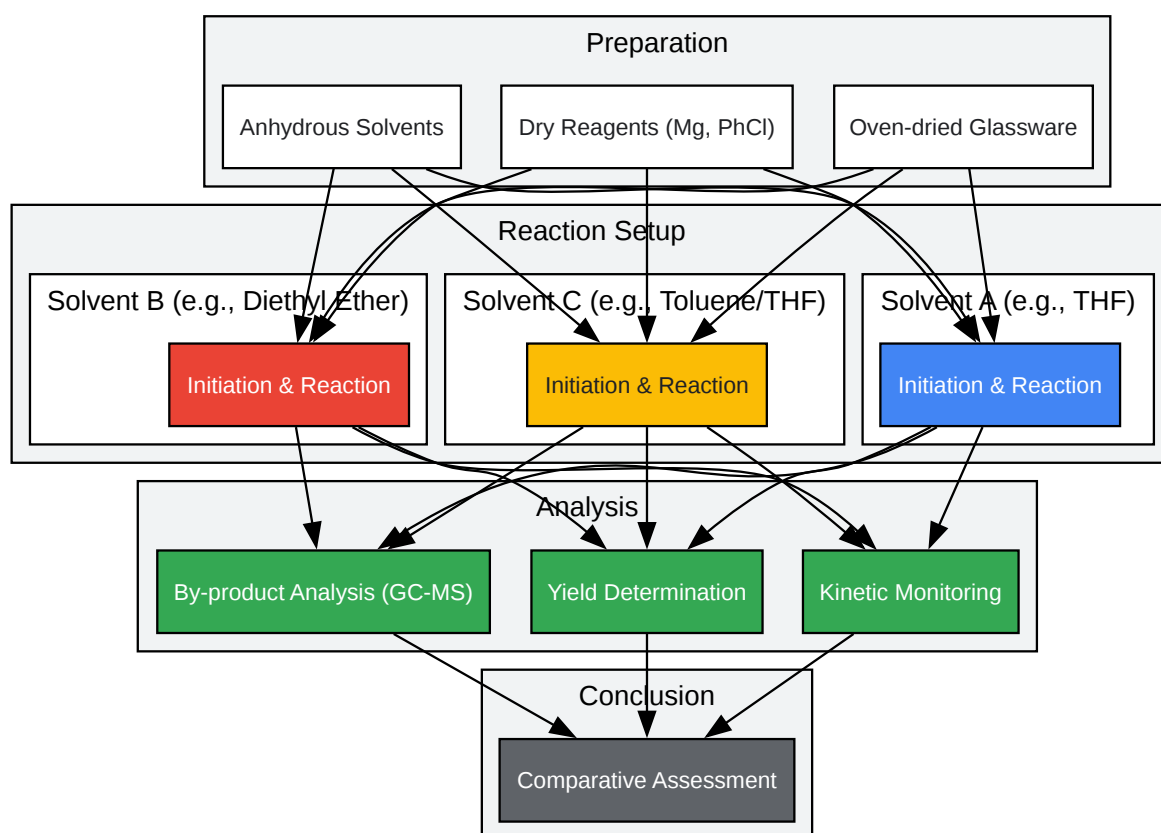 Preparation
Anhydrous Solvents
Dry Reagents (Mg, PhCl)
Oven-dried Glassware
Reaction Setup
Solvent B (e.g., Diethyl Ether)
Solvent C (e.g., Toluene/THF)
Solvent A (e.g., THF)
Initiation & Reaction
Initiation & Reaction
Initiation & Reaction
Analysis
By-product Analysis (GC-MS)
Yield Determination
Kinetic Monitoring
Conclusion
Comparative Assessment